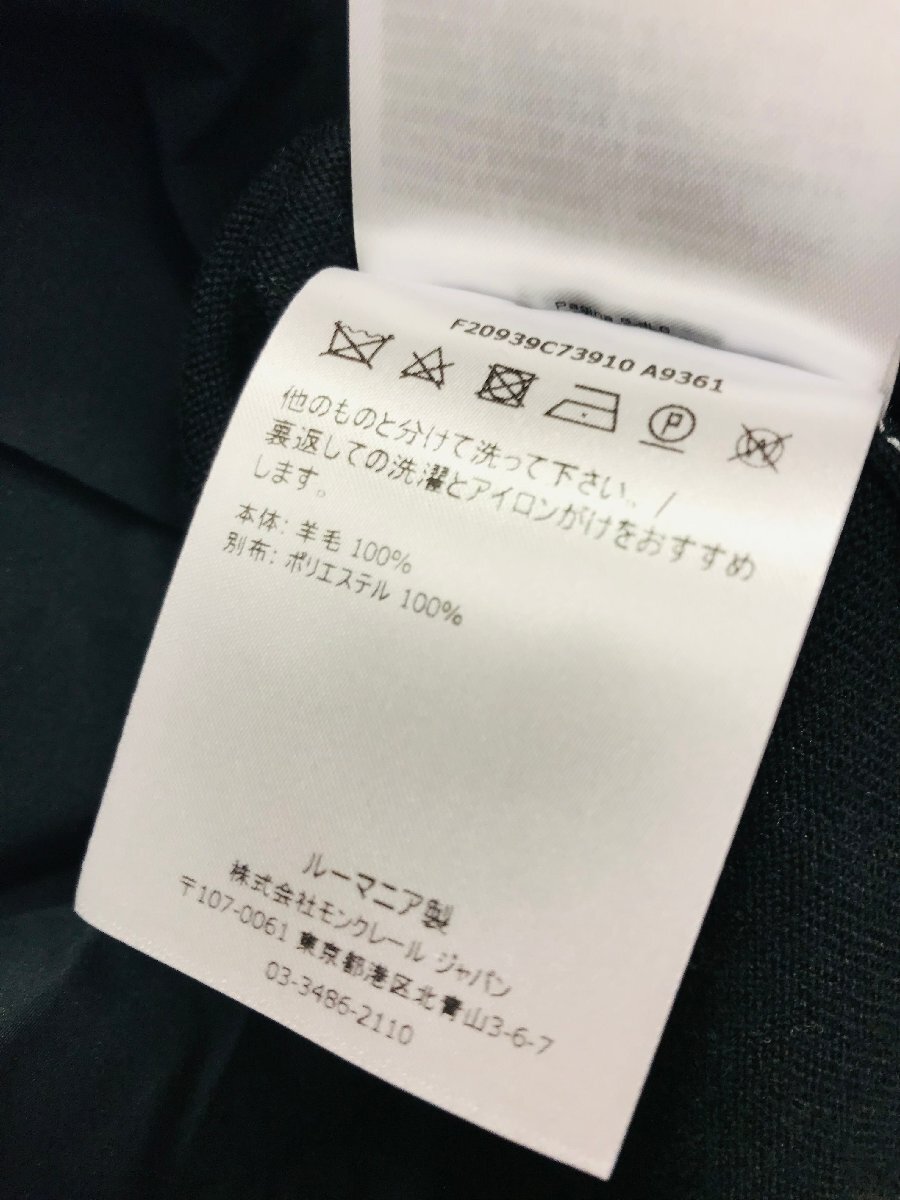 F20939C73910 A9361
P
W
他のものと分けて洗って下さい。/
裏返しての洗濯とアイロンがけをおすすめ
します。
本体: 羊毛 100%
別布: ポリエステル 100%
ルーマニア製
株式会社モンクレール ジャパン
〒107-0061 東京都港区北青山3-6-7
03-3486-2110